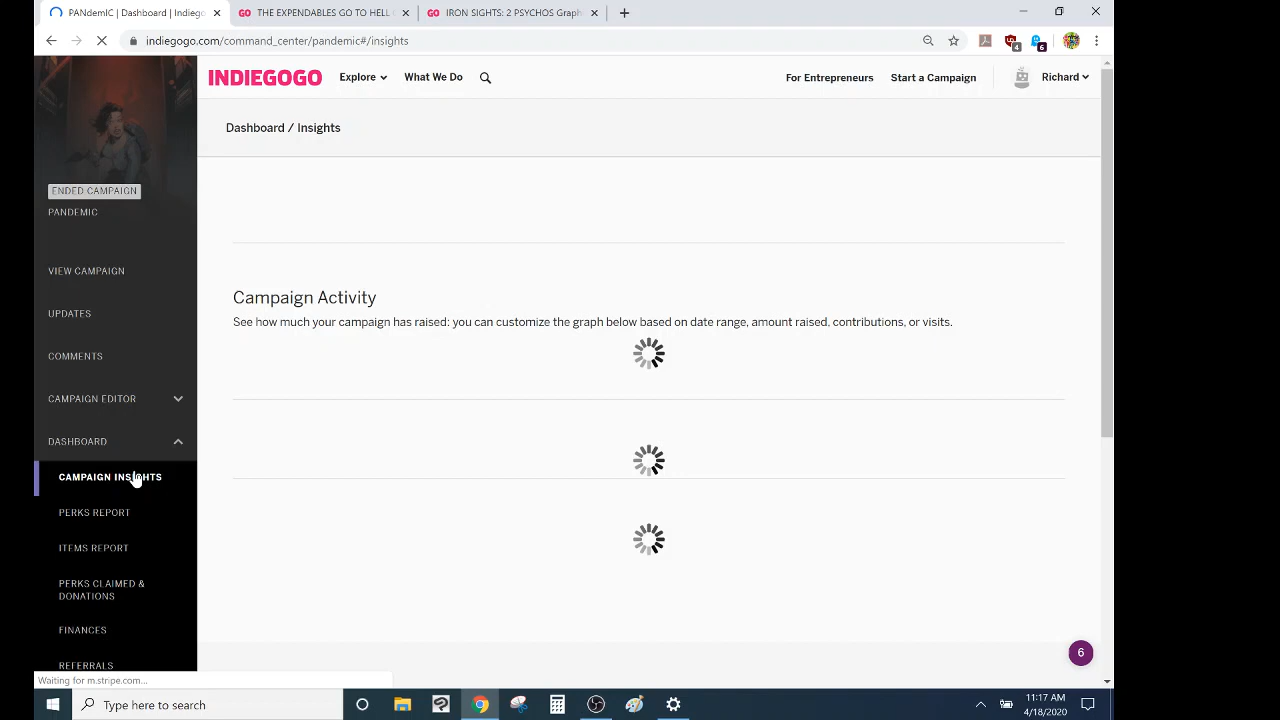 PANdemIC | Dashboard | Indiego
THE EXPENDABLES GO TO HELL
IRON SIGHTS: 2 PSYCHOS Graph
indiegogo.com/command_center/pandemic#/insights
4
6
INDIEGOGO
Explore
What We Do
For Entrepreneurs
Start a Campaign
Richard
Dashboard / Insights
ENDED CAMPAIGN
PANDEMIC
VIEW CAMPAIGN
UPDATES
COMMENTS
CAMPAIGN EDITOR
DASHBOARD
CAMPAIGN INSIGHTS
PERKS REPORT
ITEMS REPORT
PERKS CLAIMED &
DONATIONS
FINANCES
REFERRALS
Campaign Activity
See how much your campaign has raised: you can customize the graph below based on date range, amount raised, contributions, or visits.
6
Waiting for m.stripe.com...
Type here to search
11:17 AM
4/18/2020